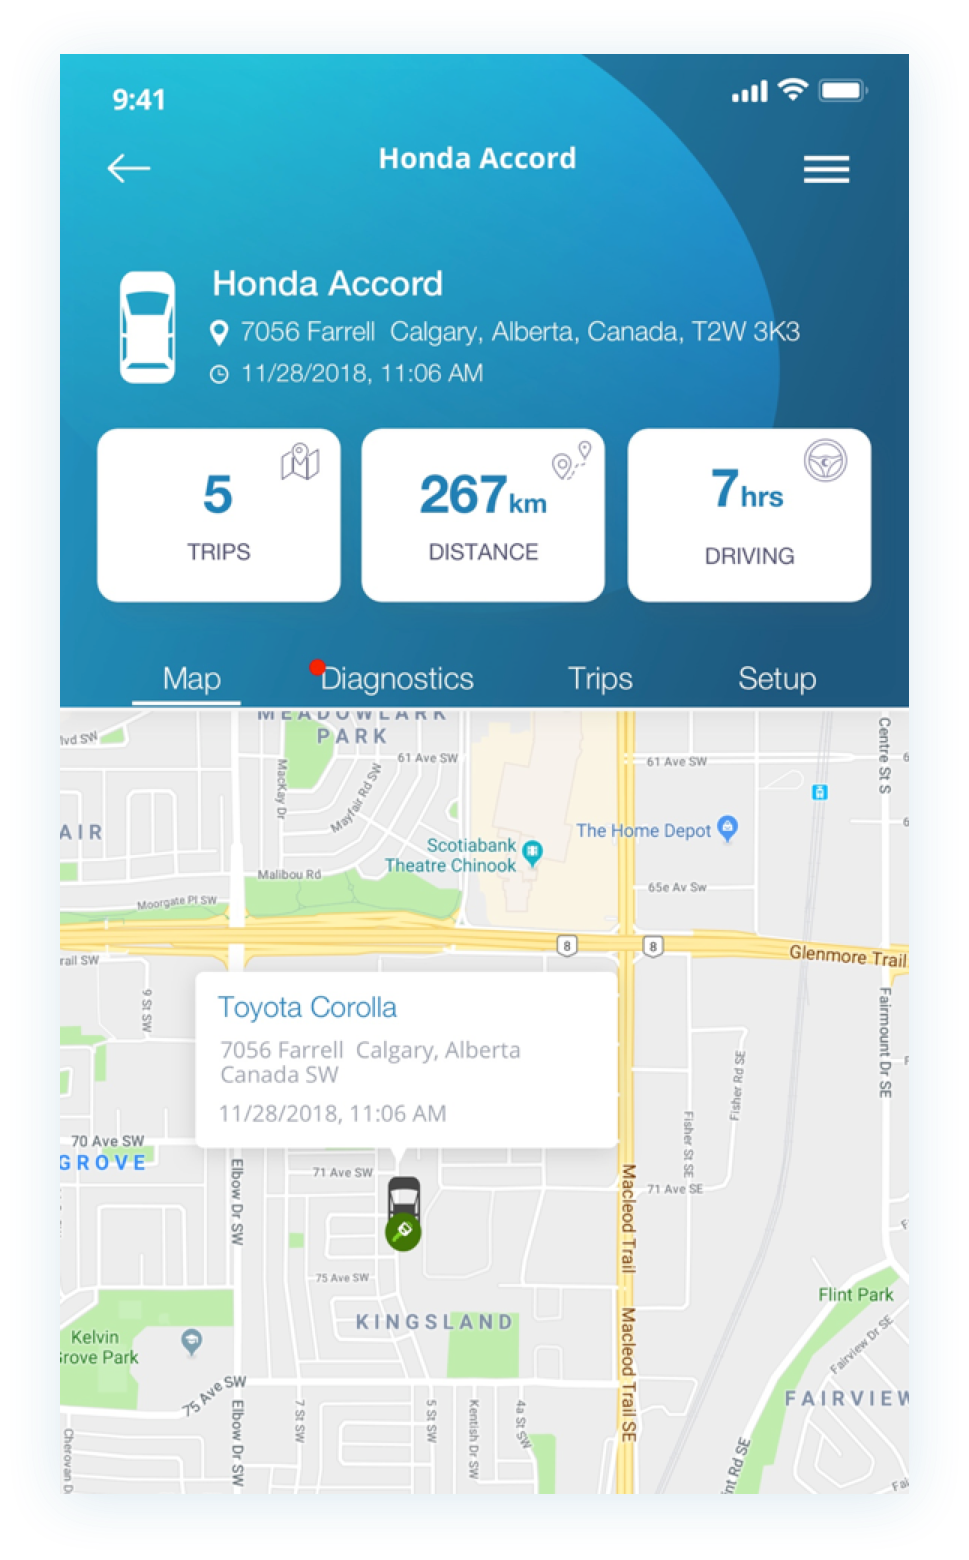 9:41
Honda Accord
Honda Accord
7056 Farrell  Calgary, Alberta, Canada, T2W 3K3
11/28/2018, 11:06 AM
5
TRIPS
267km
DISTANCE
7hrs
DRIVING
Map
Diagnostics
Trips
Setup
MEADOWLARK
PARK
lvd SW
61 Ave SW
61 Ave SW
Centre St S
6
MacKay Dr
Mayfair Rd SW
AIR
The Home Depot
6
Scotiabank
Theatre Chinook
Malibou Rd
65e Av Sw
Moorgate Pl SW
8
8
Glenmore Trail
rail SW
9 St SW
Fairmount Dr SE
Toyota Corolla
7056 Farrell  Calgary, Alberta
Canada SW
11/28/2018, 11:06 AM
Fisher Rd SE
Fisher St SE
70 Ave SW
GROVE
Elbow Dr SW
71 Ave SW
71 Ave SE
Macleod Trail
75 Ave SW
Flint Park
KINGSLAND
Macleod Trail SE
Kelvin
Grove Park
Fairview Dr SE
75 Ave SW
FAIRVIEW
Elbow Dr SW
7 St SW
5 St SW
Kentish Dr SW
4a St SW
Cherovan D
nt Rd SE
Fai